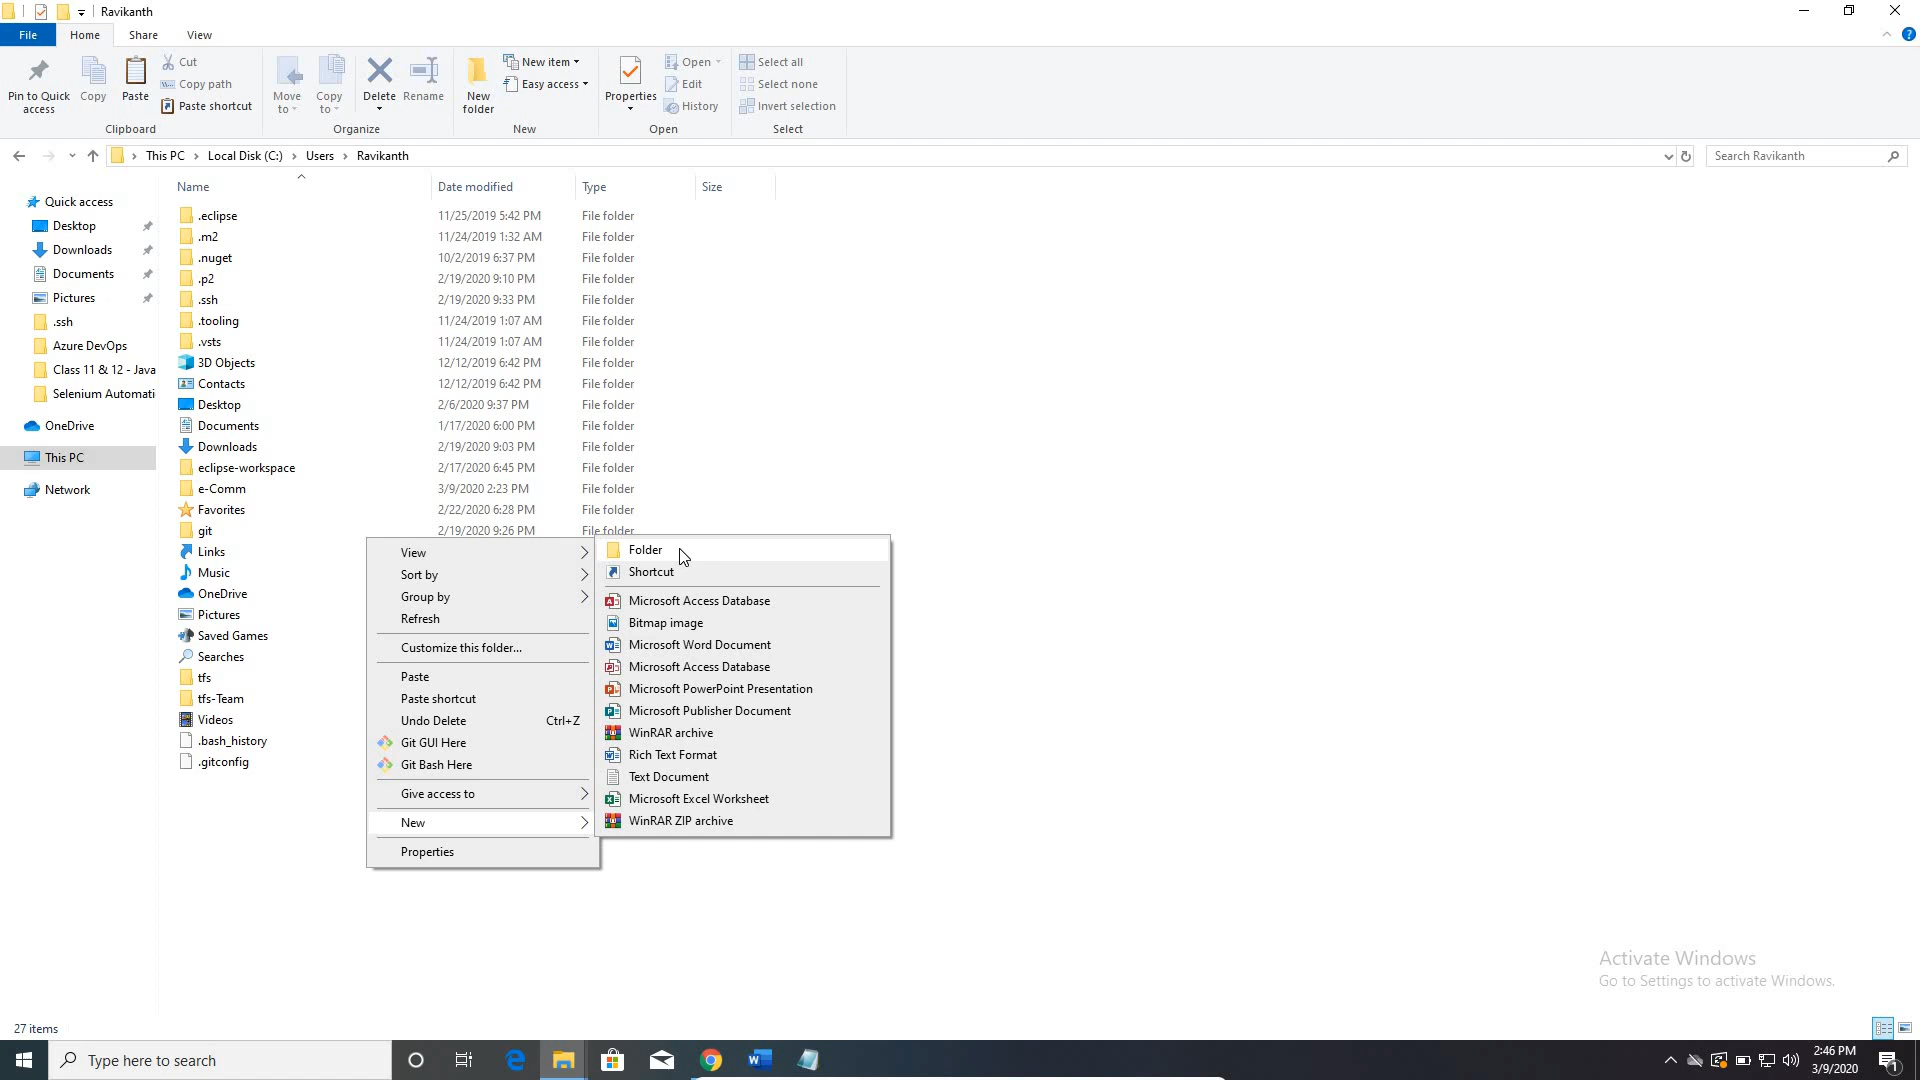 Ravikanth
File Home Share View
Pin to Quick access
Copy
Paste
Cut
Copy path
Paste shortcut
Clipboard
Move to
Copy to
Delete
Rename
Organize
New folder
New item
Easy access
New
Properties
Open
Edit
History
Open
Select all
Select none
Invert selection
Select
This PC > Local Disk (C:) > Users > Ravikanth
Search Ravikanth
Quick access
Desktop
Downloads
Documents
Pictures
.ssh
Azure DevOps
Class 11 & 12 - Java
Selenium Automati
OneDrive
This PC
Network
Name Date modified Type Size
.eclipse 11/25/2019 5:42 PM File folder
.m2 11/24/2019 1:32 AM File folder
.nuget 10/2/2019 6:37 PM File folder
.p2 2/19/2020 9:10 PM File folder
.ssh 2/19/2020 9:33 PM File folder
.tooling 11/24/2019 1:07 AM File folder
.vsts 11/24/2019 1:07 AM File folder
3D Objects 12/12/2019 6:42 PM File folder
Contacts 12/12/2019 6:42 PM File folder
Desktop 2/6/2020 9:37 PM File folder
Documents 1/17/2020 6:00 PM File folder
Downloads 2/19/2020 9:03 PM File folder
eclipse-workspace 2/17/2020 6:45 PM File folder
e-Comm 3/9/2020 2:23 PM File folder
Favorites 2/22/2020 6:28 PM File folder
git 2/19/2020 9:26 PM File folder
Links
Music
OneDrive
Pictures
Saved Games
Searches
tfs
tfs-Team
Videos
.bash_history
.gitconfig
View
Sort by
Group by
Refresh
Customize this folder...
Paste
Paste shortcut
Undo Delete Ctrl+Z
Git GUI Here
Git Bash Here
Give access to
New
Properties
Folder
Shortcut
Microsoft Access Database
Bitmap image
Microsoft Word Document
Microsoft Access Database
Microsoft PowerPoint Presentation
Microsoft Publisher Document
WinRAR archive
Rich Text Format
Text Document
Microsoft Excel Worksheet
WinRAR ZIP archive
Activate Windows
Go to Settings to activate Windows.
27 items
Type here to search
2:46 PM
3/9/2020
1